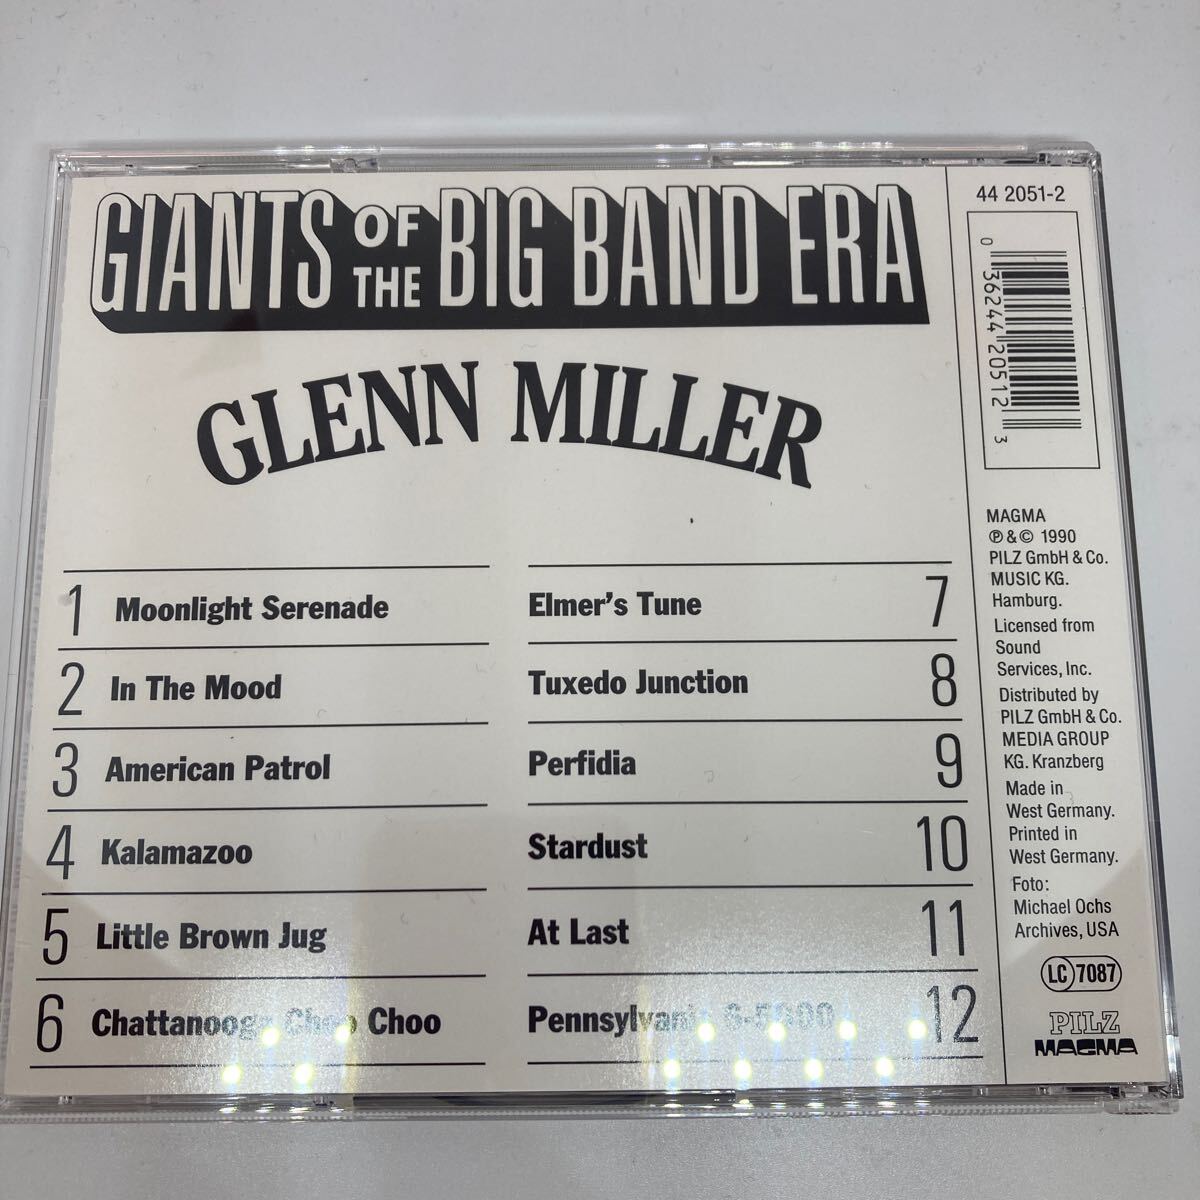 GIANTS OF THE BIG BAND ERA
GLENN MILLER
1 Moonlight Serenade
2 In The Mood
3 American Patrol
4 Kalamazoo
5 Little Brown Jug
6 Chattanooga Choo Choo
Elmer's Tune 7
Tuxedo Junction 8
Perfidia 9
Stardust 10
At Last 11
Pennsylvania 6-5000 12
44 2051-2
0 36244 20512 3
MAGMA
℗&© 1990
PILZ GmbH & Co.
MUSIC KG.
Hamburg.
Licensed from
Sound
Services, Inc.
Distributed by
PILZ GmbH & Co.
MEDIA GROUP
KG. Kranzberg
Made in
West Germany.
Printed in
West Germany.
Foto:
Michael Ochs
Archives, USA
LC 7087
PILZ
MAGMA